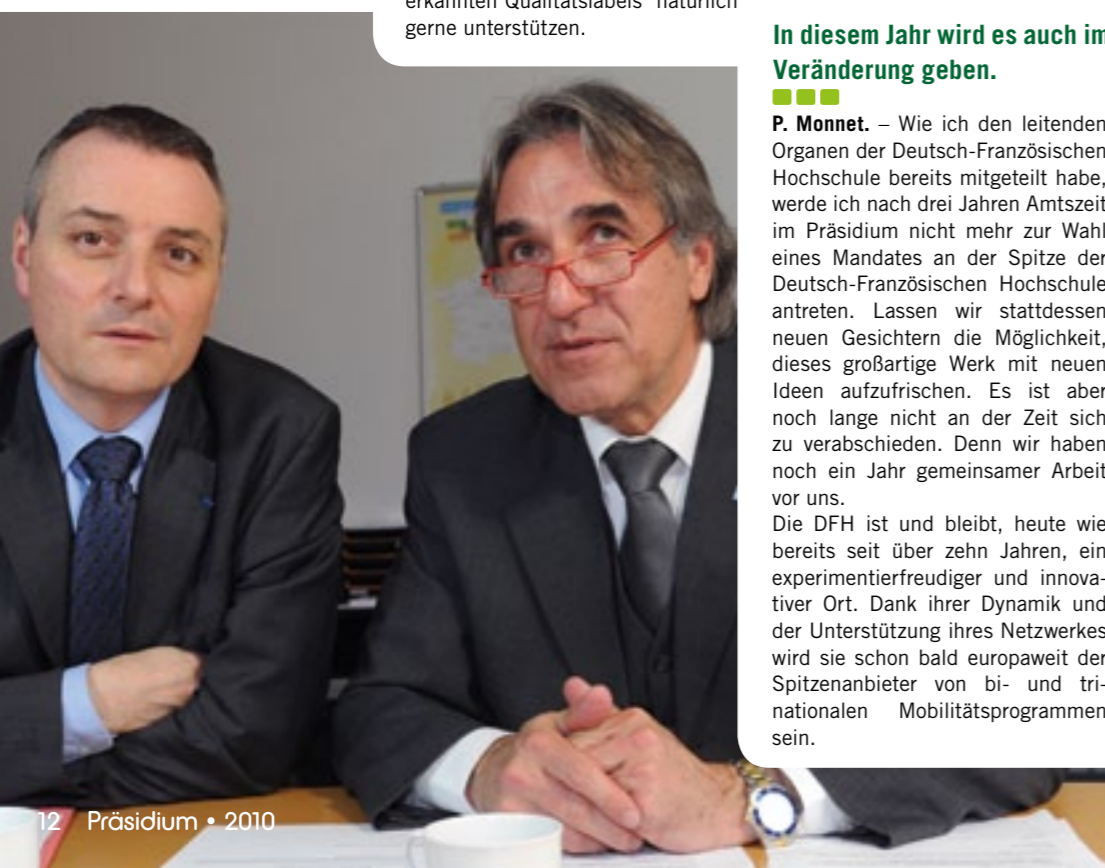 erkannten Qualitätslabels natürlich
gerne unterstützen.
In diesem Jahr wird es auch im
Veränderung geben.
P. Monnet. – Wie ich den leitenden
Organen der Deutsch-Französischen
Hochschule bereits mitgeteilt habe,
werde ich nach drei Jahren Amtszeit
im Präsidium nicht mehr zur Wahl
eines Mandates an der Spitze der
Deutsch-Französischen Hochschule
antreten. Lassen wir stattdessen
neuen Gesichtern die Möglichkeit,
dieses großartige Werk mit neuen
Ideen aufzufrischen. Es ist aber
noch lange nicht an der Zeit sich
zu verabschieden. Denn wir haben
noch ein Jahr gemeinsamer Arbeit
vor uns.
Die DFH ist und bleibt, heute wie
bereits seit über zehn Jahren, ein
experimentierfreudiger und innova-
tiver Ort. Dank ihrer Dynamik und
der Unterstützung ihres Netzwerkes
wird sie schon bald europaweit der
Spitzenanbieter von bi- und tri-
nationalen Mobilitätsprogrammen
sein.
12 Präsidium • 2010